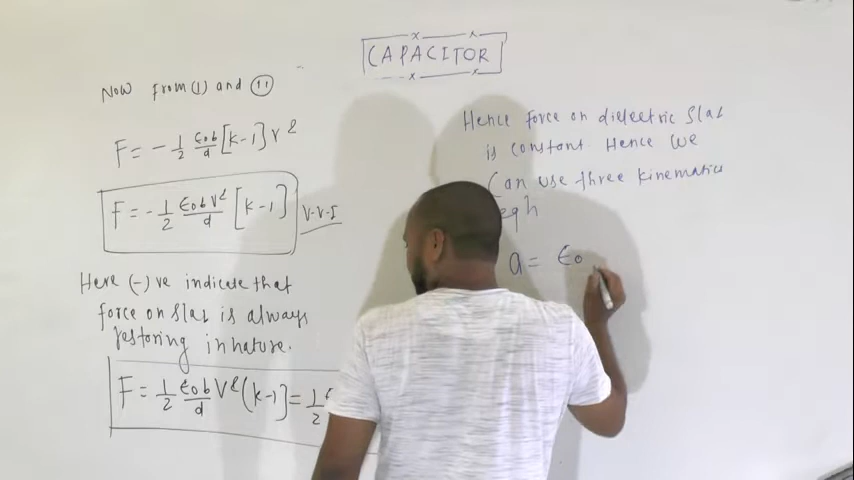 CAPACITOR
Now from (1) and (11)
F = - 1/2 ε0b/d [K-1] V²
F = - 1/2 ε0bV²/d [K-1] V-V-I
Here (-)ve indicate that
force on slab is always
restoring in nature.
F = 1/2 ε0b/d V² (K-1) = 1/2
Hence force on dielectric slab
is constant Hence we
Can use three kinematics
eqn
a = ε0